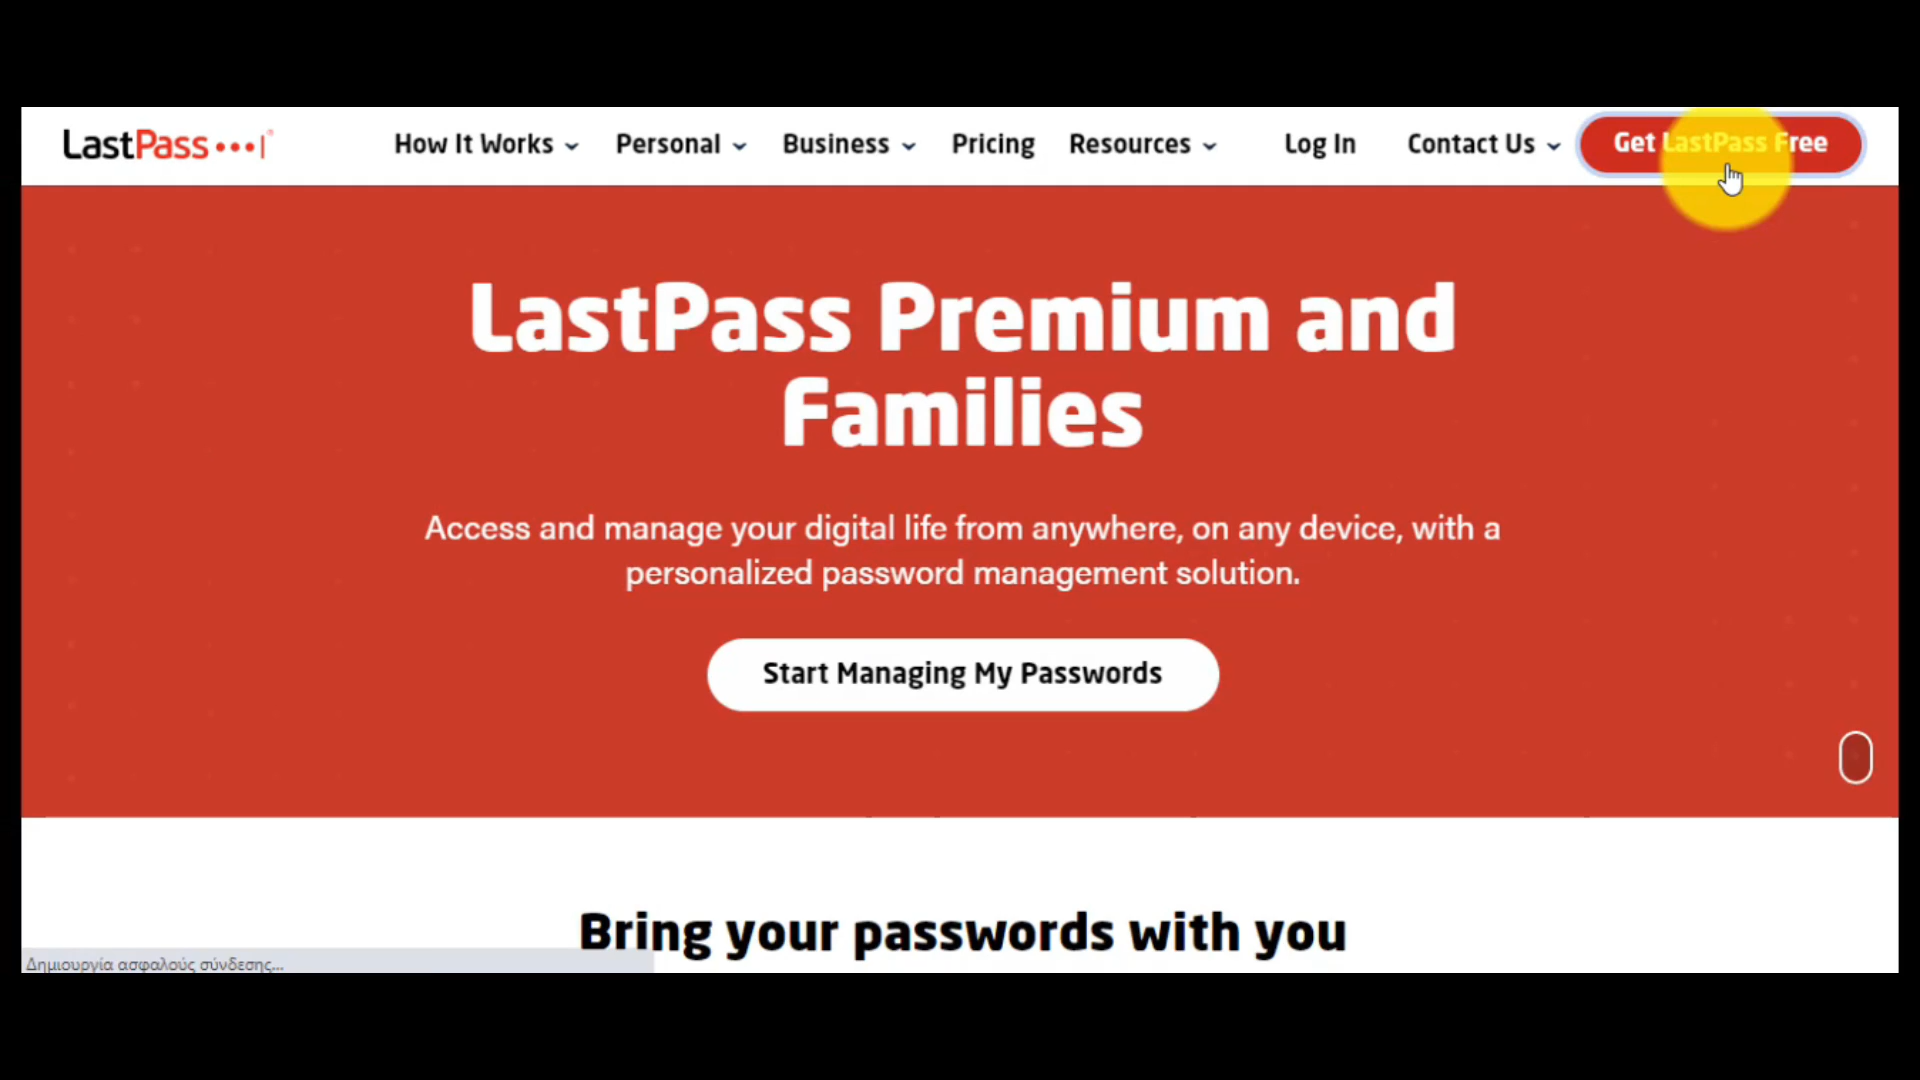 LastPass
How It Works
Personal
Business
Pricing
Resources
Log In
Contact Us
Get LastPass Free
LastPass Premium and
Families
Access and manage your digital life from anywhere, on any device, with a
personalized password management solution.
Start Managing My Passwords
Bring your passwords with you
Δημιουργία ασφαλούς σύνδεσης...